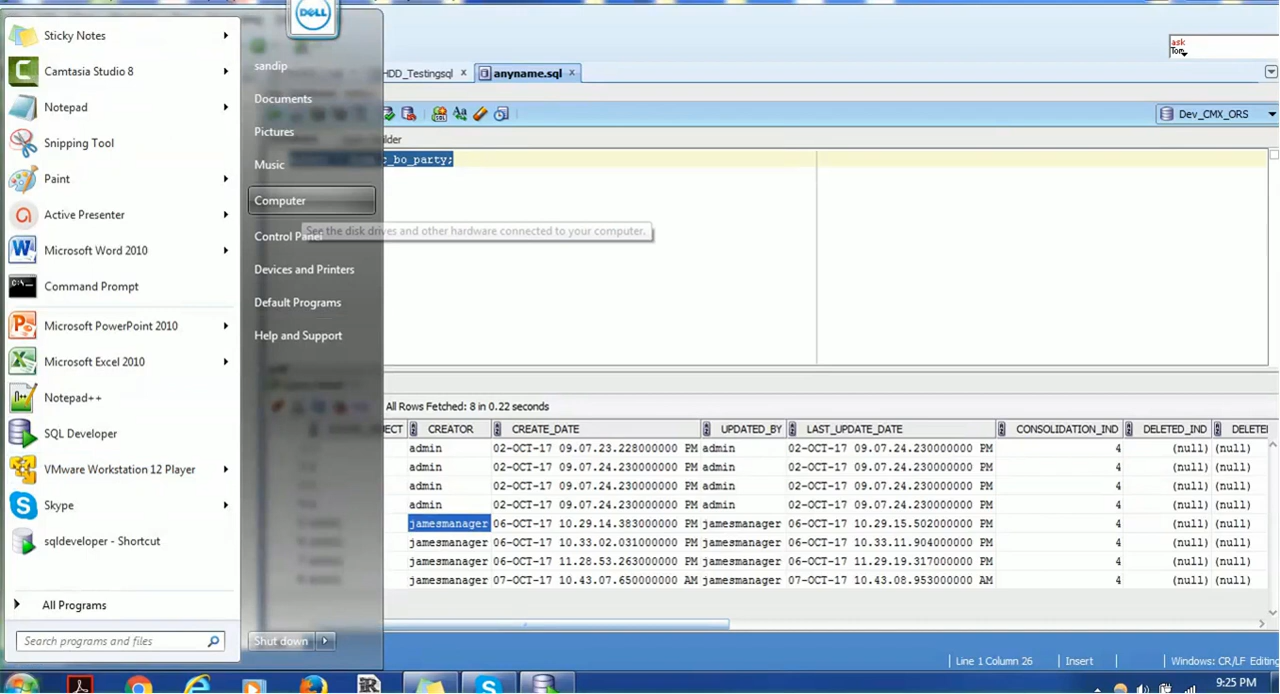 DELL
ask
Tom
Sticky Notes
Camtasia Studio 8
Notepad
Snipping Tool
Paint
Active Presenter
Microsoft Word 2010
Command Prompt
Microsoft PowerPoint 2010
Microsoft Excel 2010
Notepad++
SQL Developer
VMware Workstation 12 Player
Skype
sqldeveloper - Shortcut
All Programs
Search programs and files
sandip
Documents
Pictures
Music
Computer
See the disk drives and other hardware connected to your computer.
Control Panel
Devices and Printers
Default Programs
Help and Support
Shut down
HDD_Testingsql
anyname.sql
Dev_CMX_ORS
uilder
c_bo_party;
All Rows Fetched: 8 in 0.22 seconds
ECT CREATOR CREATE_DATE UPDATED_BY LAST_UPDATE_DATE CONSOLIDATION_IND DELETED_IND DELETE
admin 02-OCT-17 09.07.23.228000000 PM admin 02-OCT-17 09.07.24.230000000 PM 4 (null) (null)
admin 02-OCT-17 09.07.24.230000000 PM admin 02-OCT-17 09.07.24.230000000 PM 4 (null) (null)
admin 02-OCT-17 09.07.24.230000000 PM admin 02-OCT-17 09.07.24.230000000 PM 4 (null) (null)
admin 02-OCT-17 09.07.24.230000000 PM admin 02-OCT-17 09.07.24.230000000 PM 4 (null) (null)
jamesmanager 06-OCT-17 10.29.14.383000000 PM jamesmanager 06-OCT-17 10.29.15.502000000 PM 4 (null) (null)
jamesmanager 06-OCT-17 10.33.02.031000000 PM jamesmanager 06-OCT-17 10.33.11.904000000 PM 4 (null) (null)
jamesmanager 06-OCT-17 11.28.53.263000000 PM jamesmanager 06-OCT-17 11.29.19.317000000 PM 4 (null) (null)
jamesmanager 07-OCT-17 10.43.07.650000000 AM jamesmanager 07-OCT-17 10.43.08.953000000 AM 4 (null) (null)
Line 1 Column 26 Insert Windows: CR/LF Editing
9:25 PM